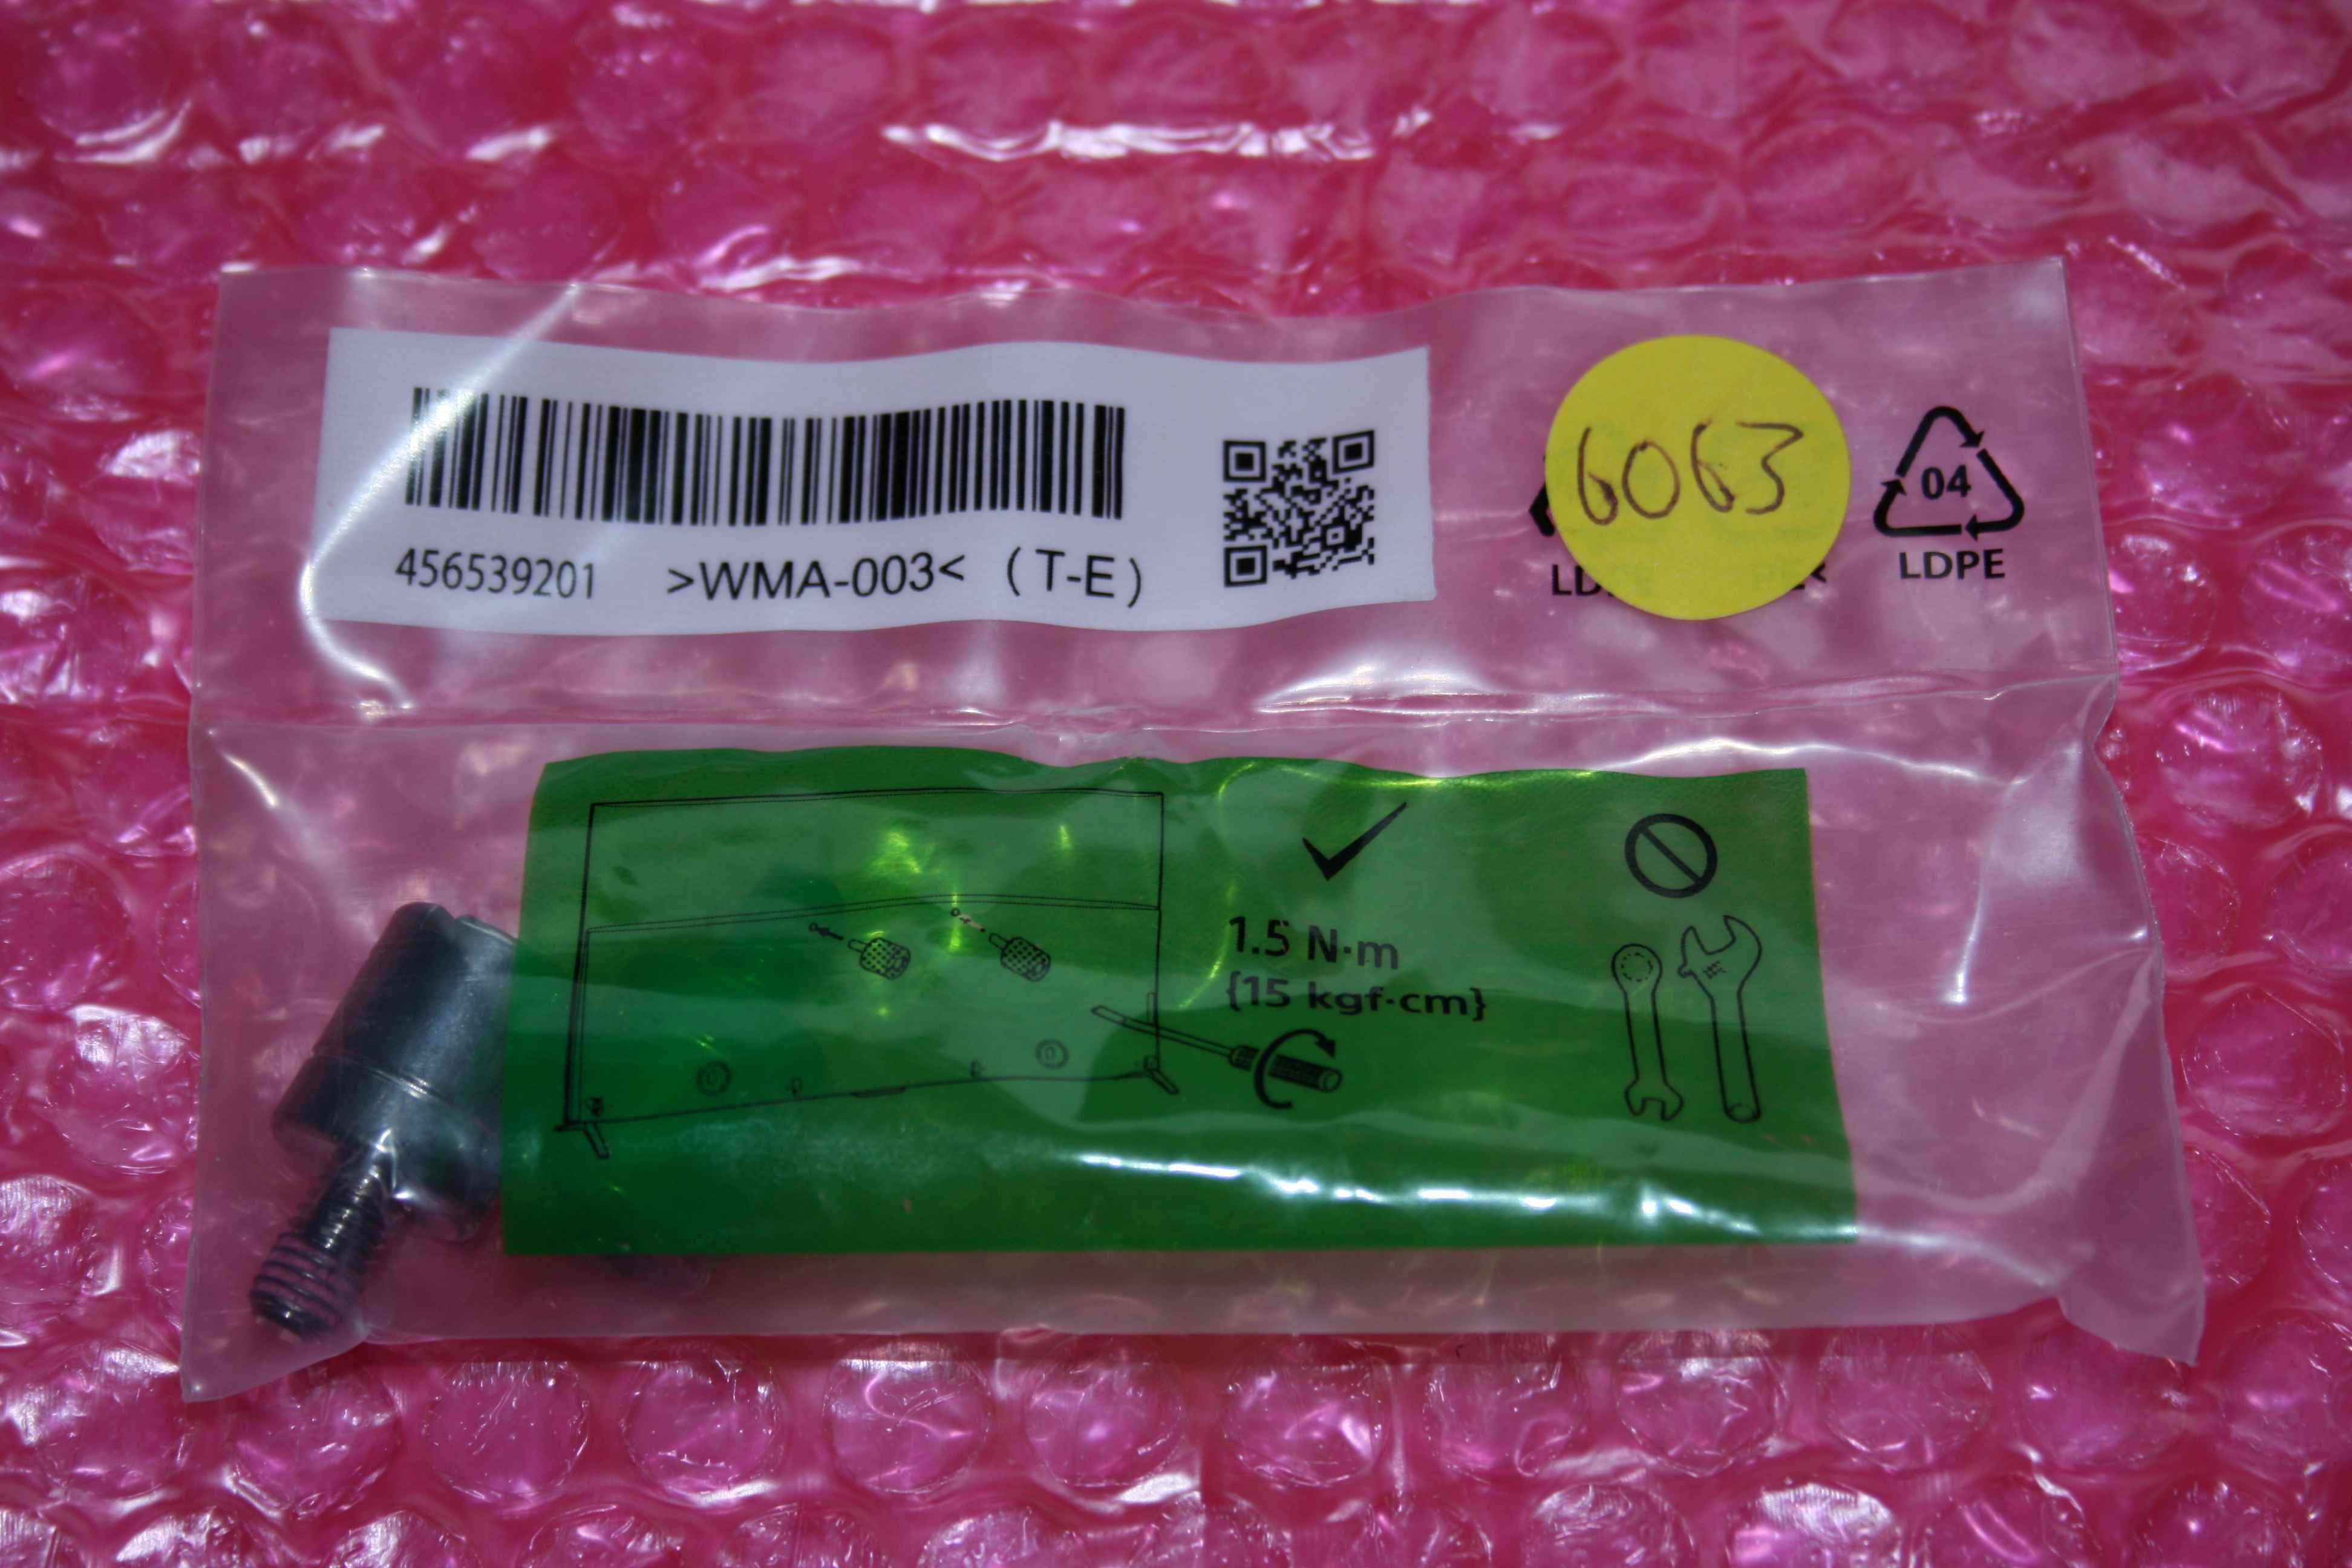 456539201 >WMA-003< (T-E)
6063
04
LDPE
1.5 N·m
{15 kgf·cm}